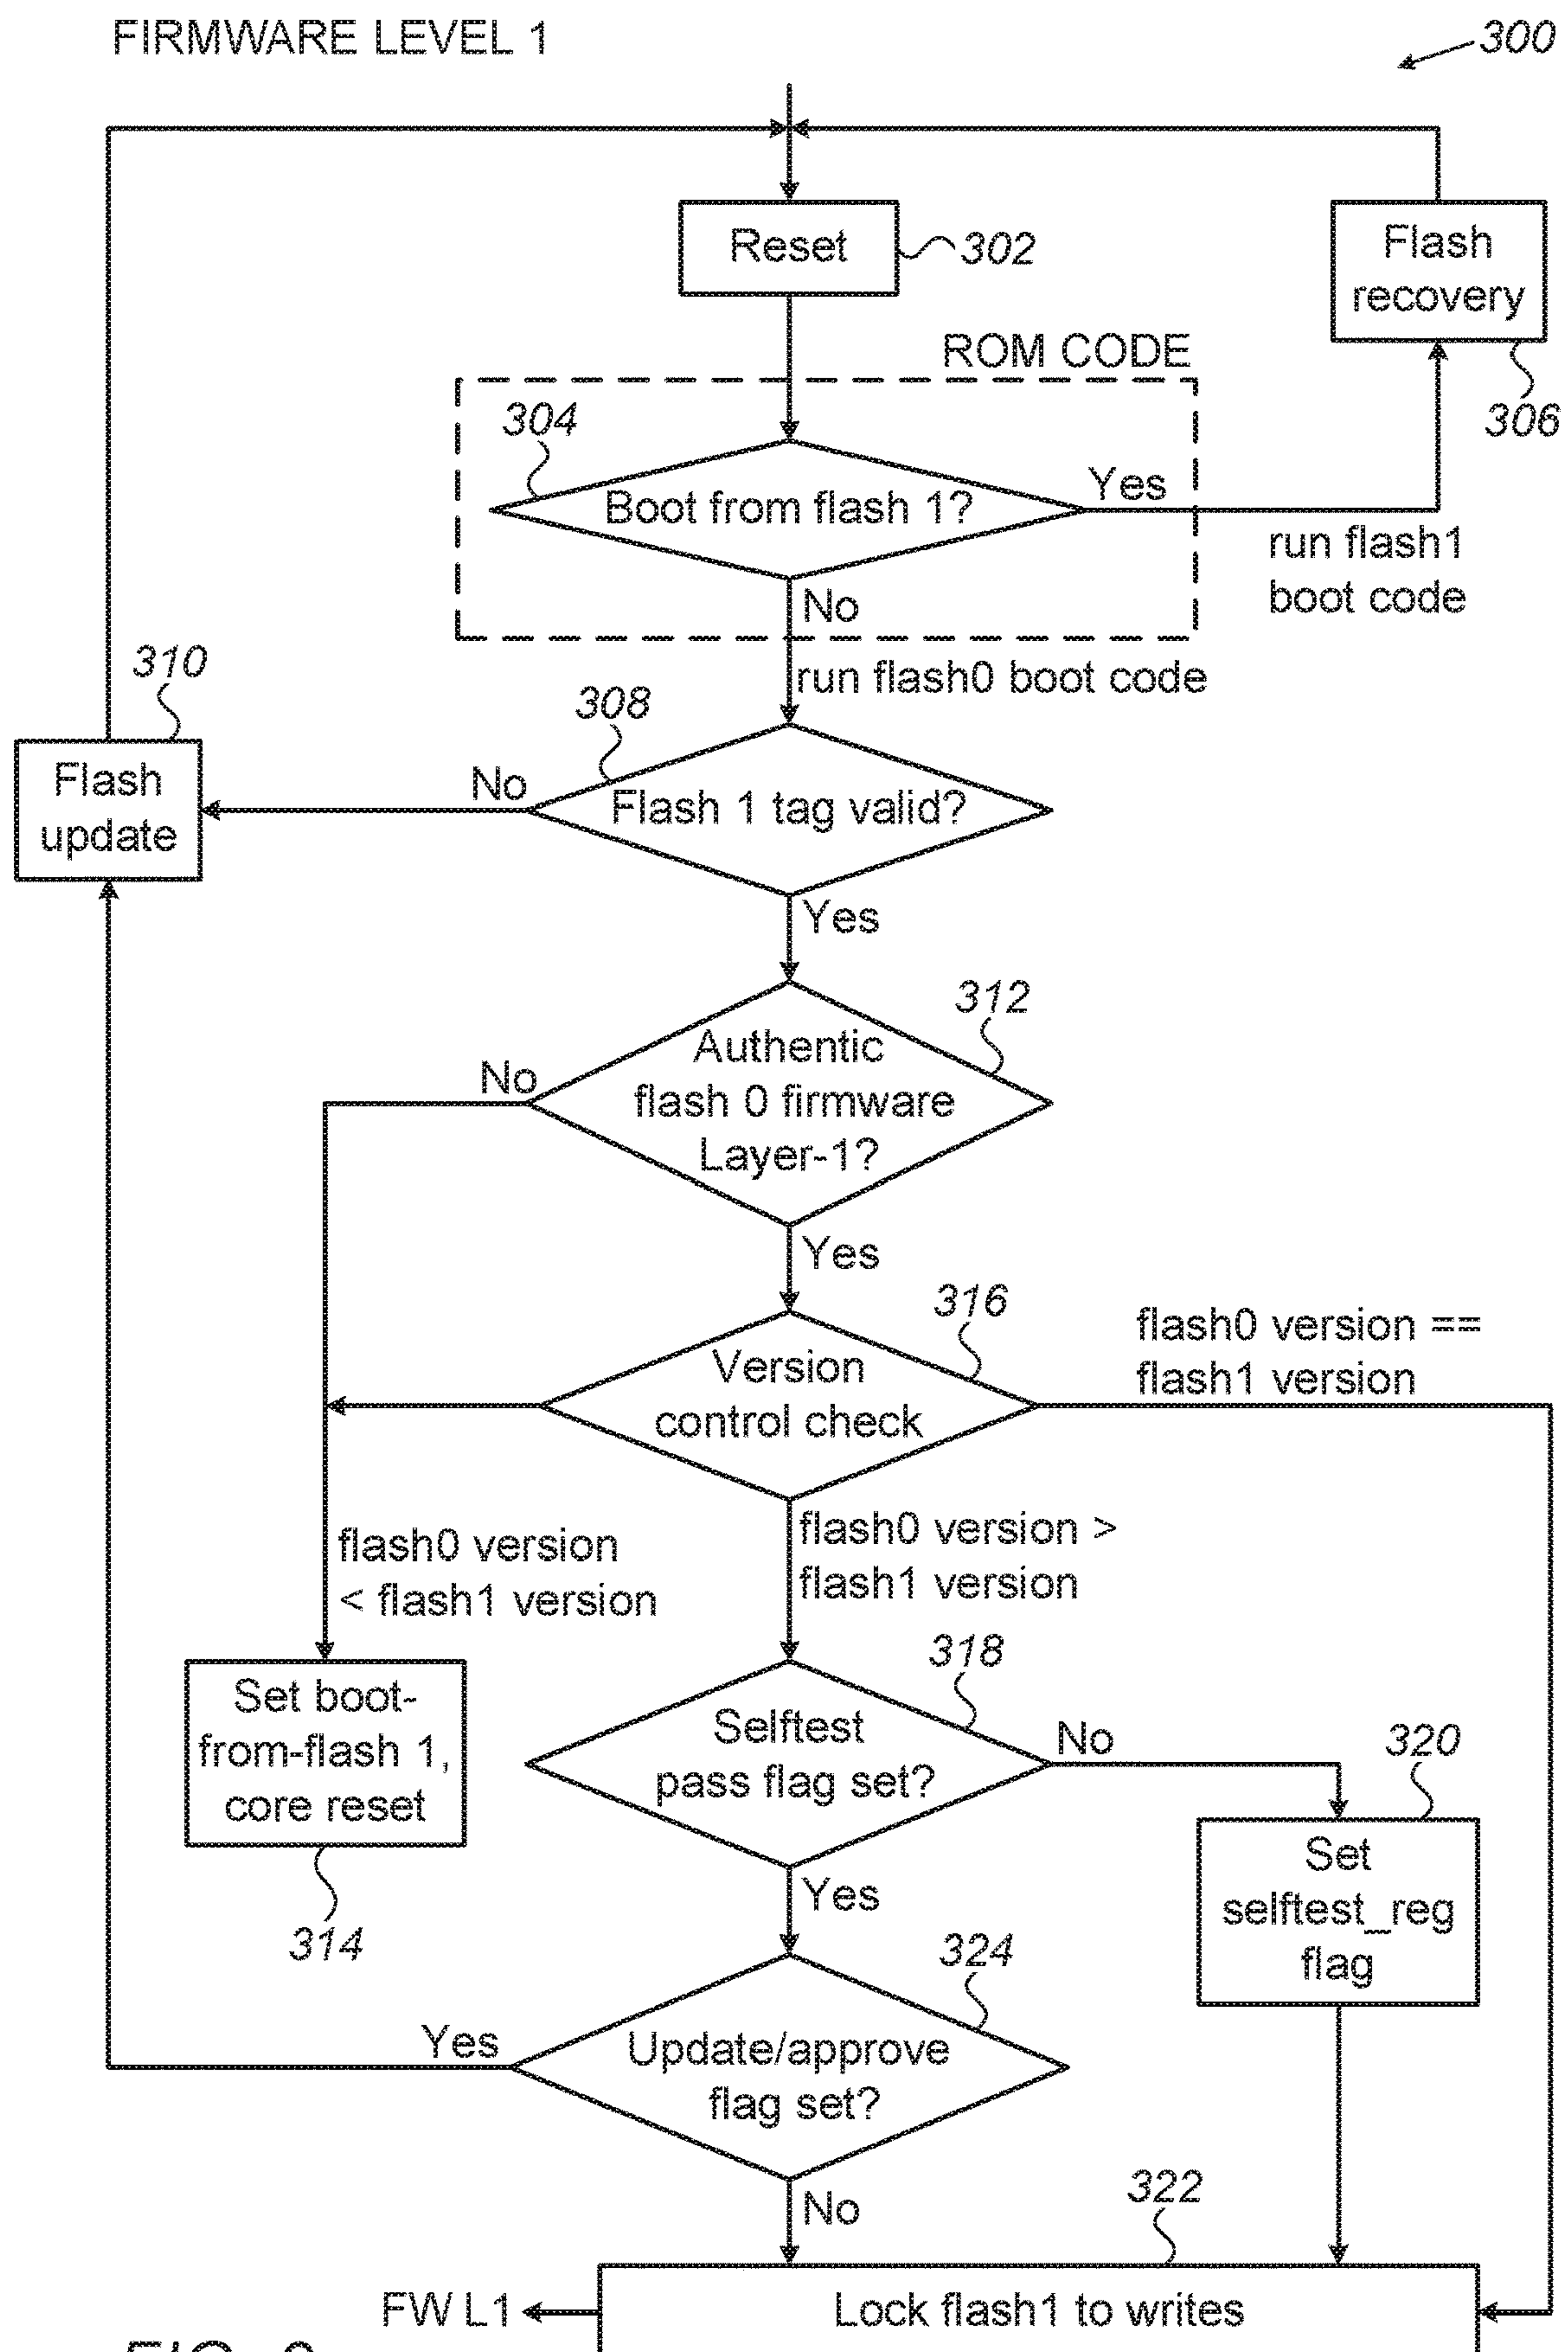 FIRMWARE LEVEL 1
300
Reset
302
Flash
recovery
306
ROM CODE
304
Boot from flash 1?
Yes
run flash1
boot code
No
run flash0 boot code
310
Flash
update
308
No
Flash 1 tag valid?
Yes
312
No
Authentic
flash 0 firmware
Layer-1?
Yes
316
flash0 version ==
flash1 version
Version
control check
flash0 version
< flash1 version
flash0 version >
flash1 version
318
Set boot-
from-flash 1,
core reset
314
Selftest
pass flag set?
No
320
Set
selftest_reg
flag
Yes
324
Yes
Update/approve
flag set?
No
322
FW L1
Lock flash1 to writes